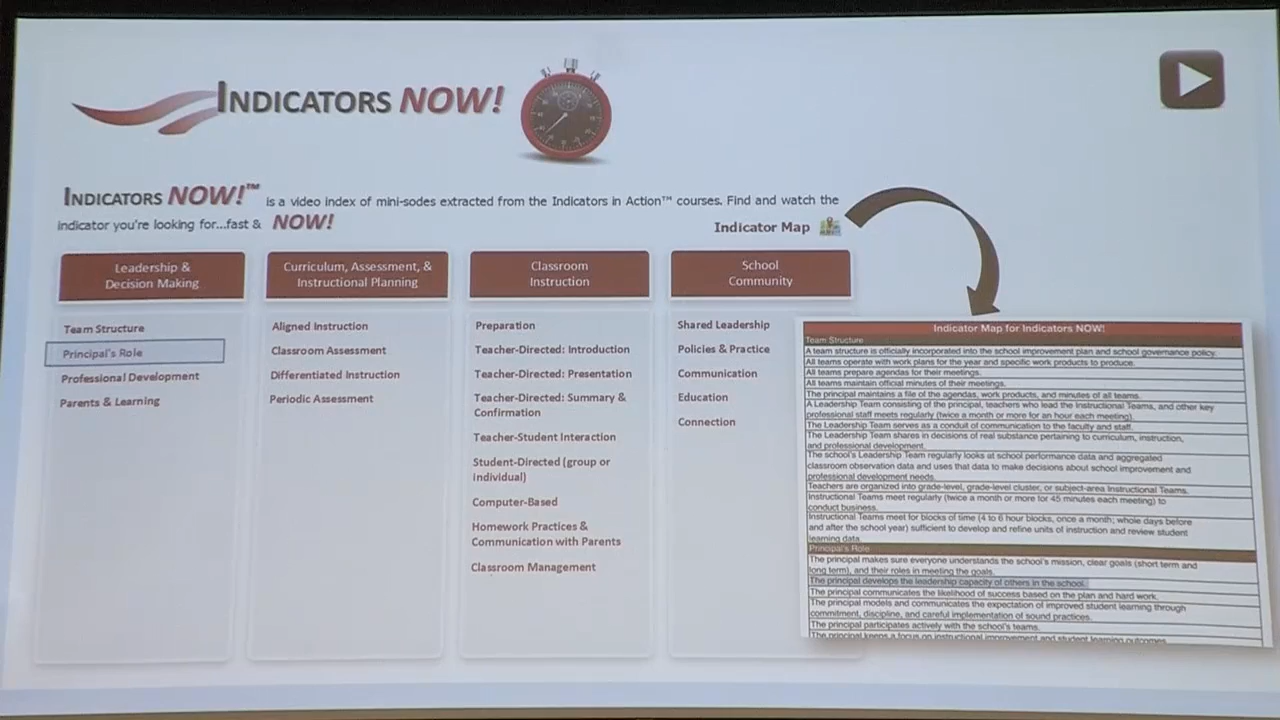 INDICATORS NOW!
INDICATORS NOW!™ is a video index of mini-sodes extracted from the Indicators in Action™ courses. Find and watch the
indicator you're looking for...fast & NOW!
Indicator Map
Leadership &
Decision Making
Team Structure
Principal's Role
Professional Development
Parents & Learning
Curriculum, Assessment, &
Instructional Planning
Aligned Instruction
Classroom Assessment
Differentiated Instruction
Periodic Assessment
Classroom
Instruction
Preparation
Teacher-Directed: Introduction
Teacher-Directed: Presentation
Teacher-Directed: Summary &
Confirmation
Teacher-Student Interaction
Student-Directed (group or
individual)
Computer-Based
Homework Practices &
Communication with Parents
Classroom Management
School
Community
Shared Leadership
Policies & Practice
Communication
Education
Connection
Indicator Map for Indicators NOW!
Team Structure
A team structure is officially incorporated into the school improvement plan and school governance policy.
All teams operate with work plans for the year and specific work products to produce.
All teams prepare agendas for their meetings.
All teams maintain official minutes of their meetings.
The principal maintains a file of the agendas, work products, and minutes of all teams.
A Leadership Team consisting of the principal, teachers who lead the Instructional Teams, and other key
professional staff meets regularly (twice a month or more for an hour each meeting).
The Leadership Team serves as a conduit of communication to the faculty and staff.
The Leadership Team shares in decisions of real substance pertaining to curriculum, instruction,
and professional development.
The school's Leadership Team regularly looks at school performance data and aggregated
classroom observation data and uses that data to make decisions about school improvement and
professional development needs.
Teachers are organized into grade-level, grade-level cluster, or subject-area Instructional Teams.
Instructional Teams meet regularly (twice a month or more for 45 minutes each meeting) to
conduct business.
Instructional Teams meet for blocks of time (4 to 6 hour blocks, once a month; whole days before
and after the school year) sufficient to develop and refine units of instruction and review student
learning data.
Principal's Role
The principal makes sure everyone understands the school's mission, clear goals (short term and
long term), and their roles in meeting the goals.
The principal develops the leadership capacity of others in the school.
The principal communicates the likelihood of success based on the plan and hard work.
The principal models and communicates the expectation of improved student learning through
commitment, discipline, and careful implementation of sound practices.
The principal participates actively with the school's teams.
The principal keeps a focus on instructional improvement and student learning outcomes.